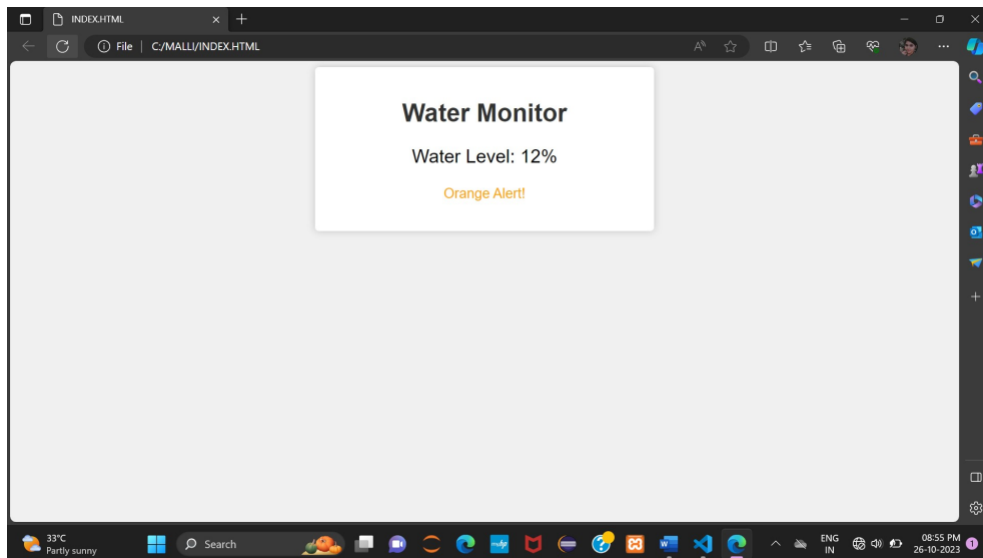 INDEX.HTML
File
C:/MALLI/INDEX.HTML
Water Monitor
Water Level: 12%
Orange Alert!
33°C
Partly sunny
Search
ENG
IN
08:55 PM
26-10-2023
1